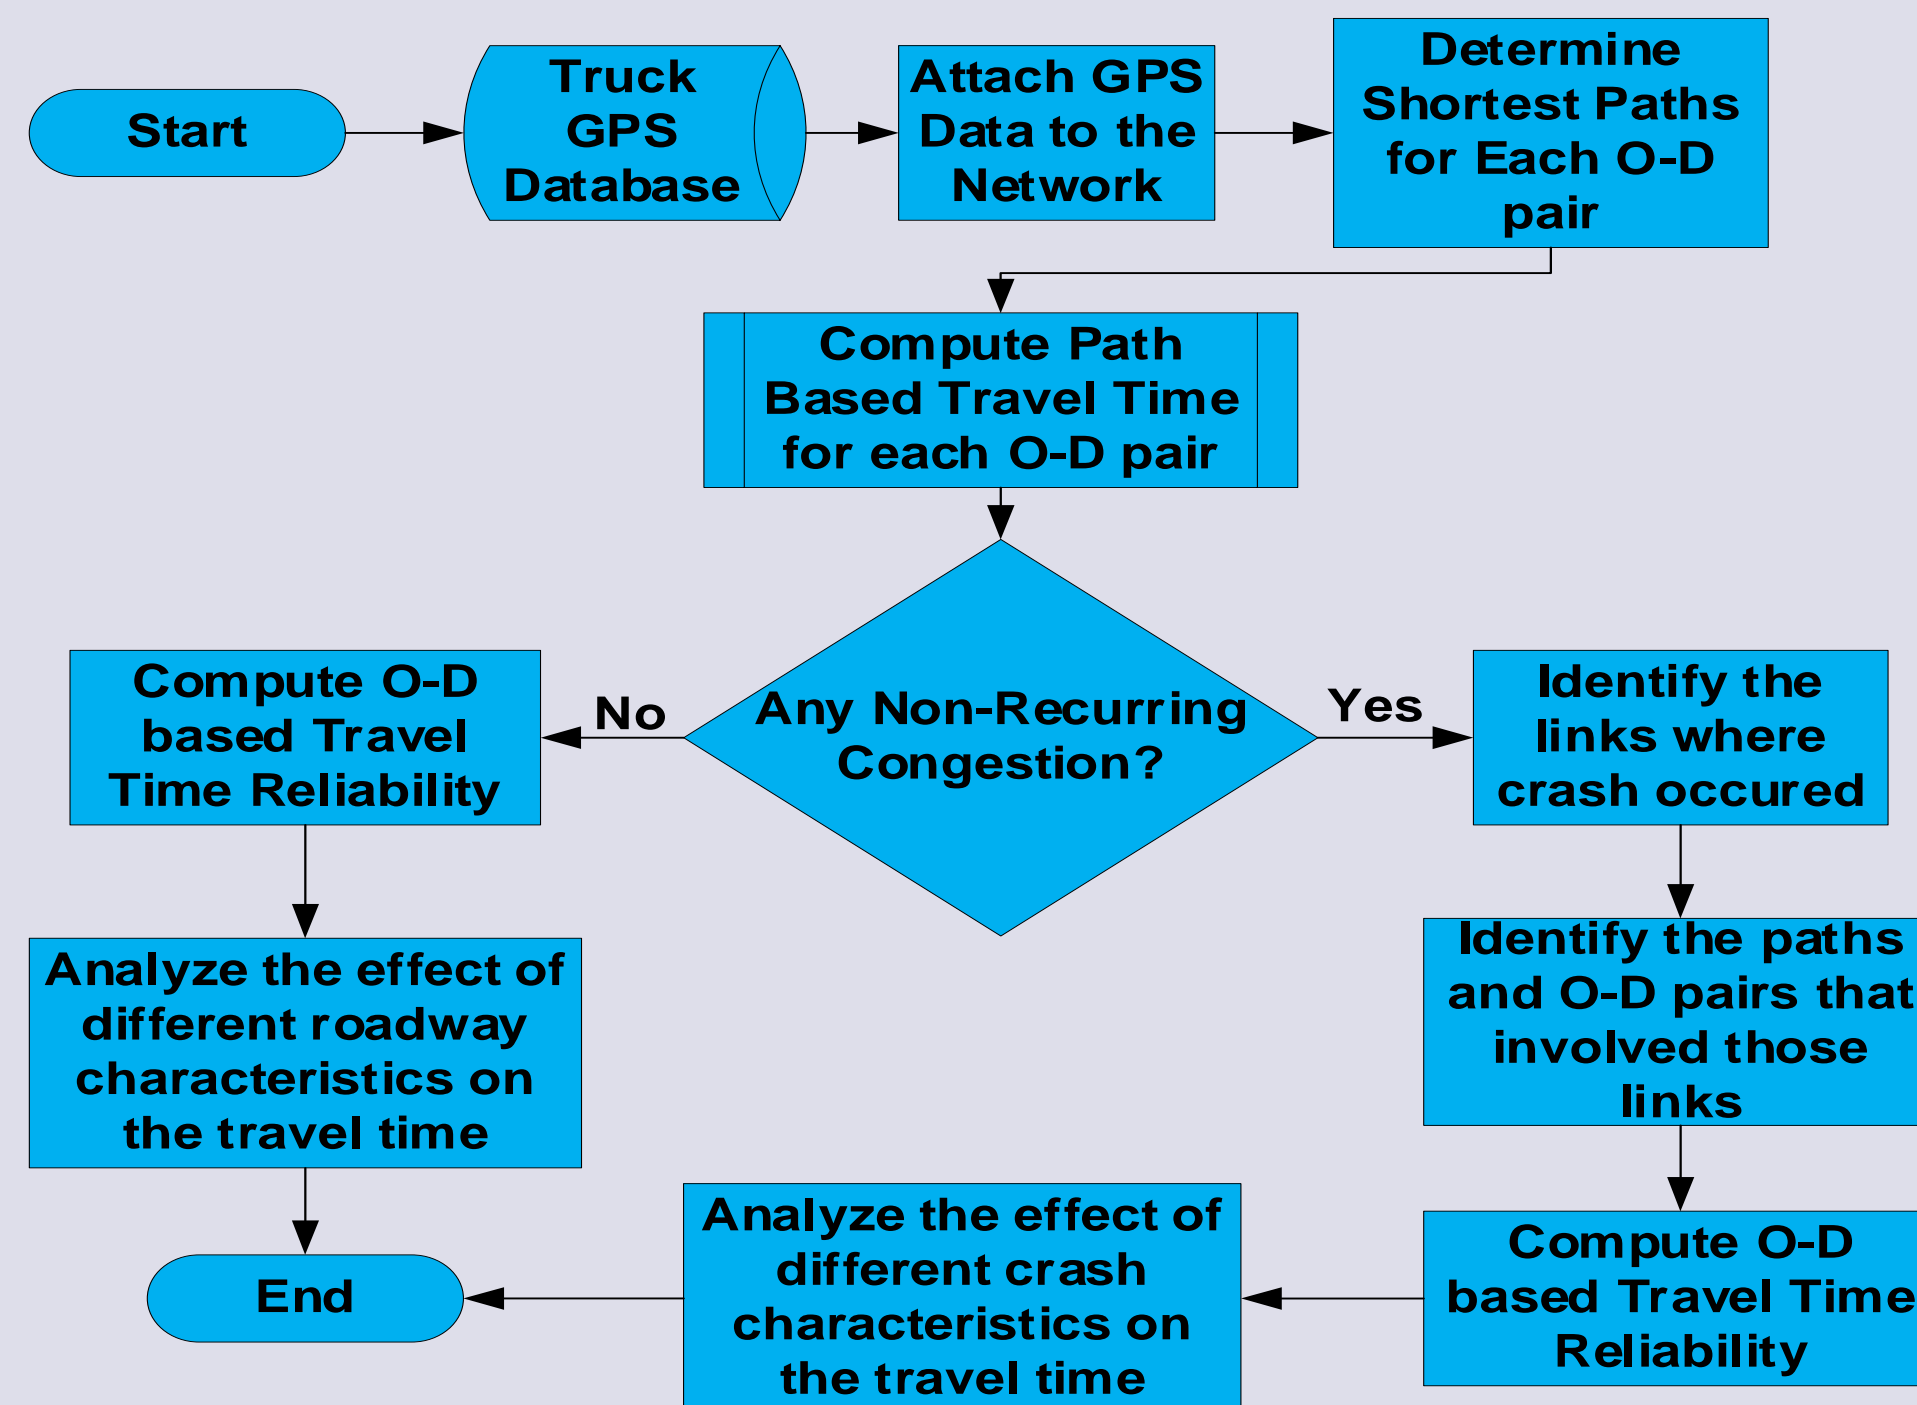 Start
Truck
GPS
Database
Attach GPS
Data to the
Network
Determine
Shortest Paths
for Each O-D
pair
Compute Path
Based Travel Time
for each O-D pair
Any Non-Recurring
Congestion?
No
Yes
Compute O-D
based Travel
Time Reliability
Analyze the effect of
different roadway
characteristics on
the travel time
Identify the
links where
crash occured
Identify the paths
and O-D pairs that
involved those
links
Compute O-D
based Travel Time
Reliability
Analyze the effect of
different crash
characteristics on
the travel time
End